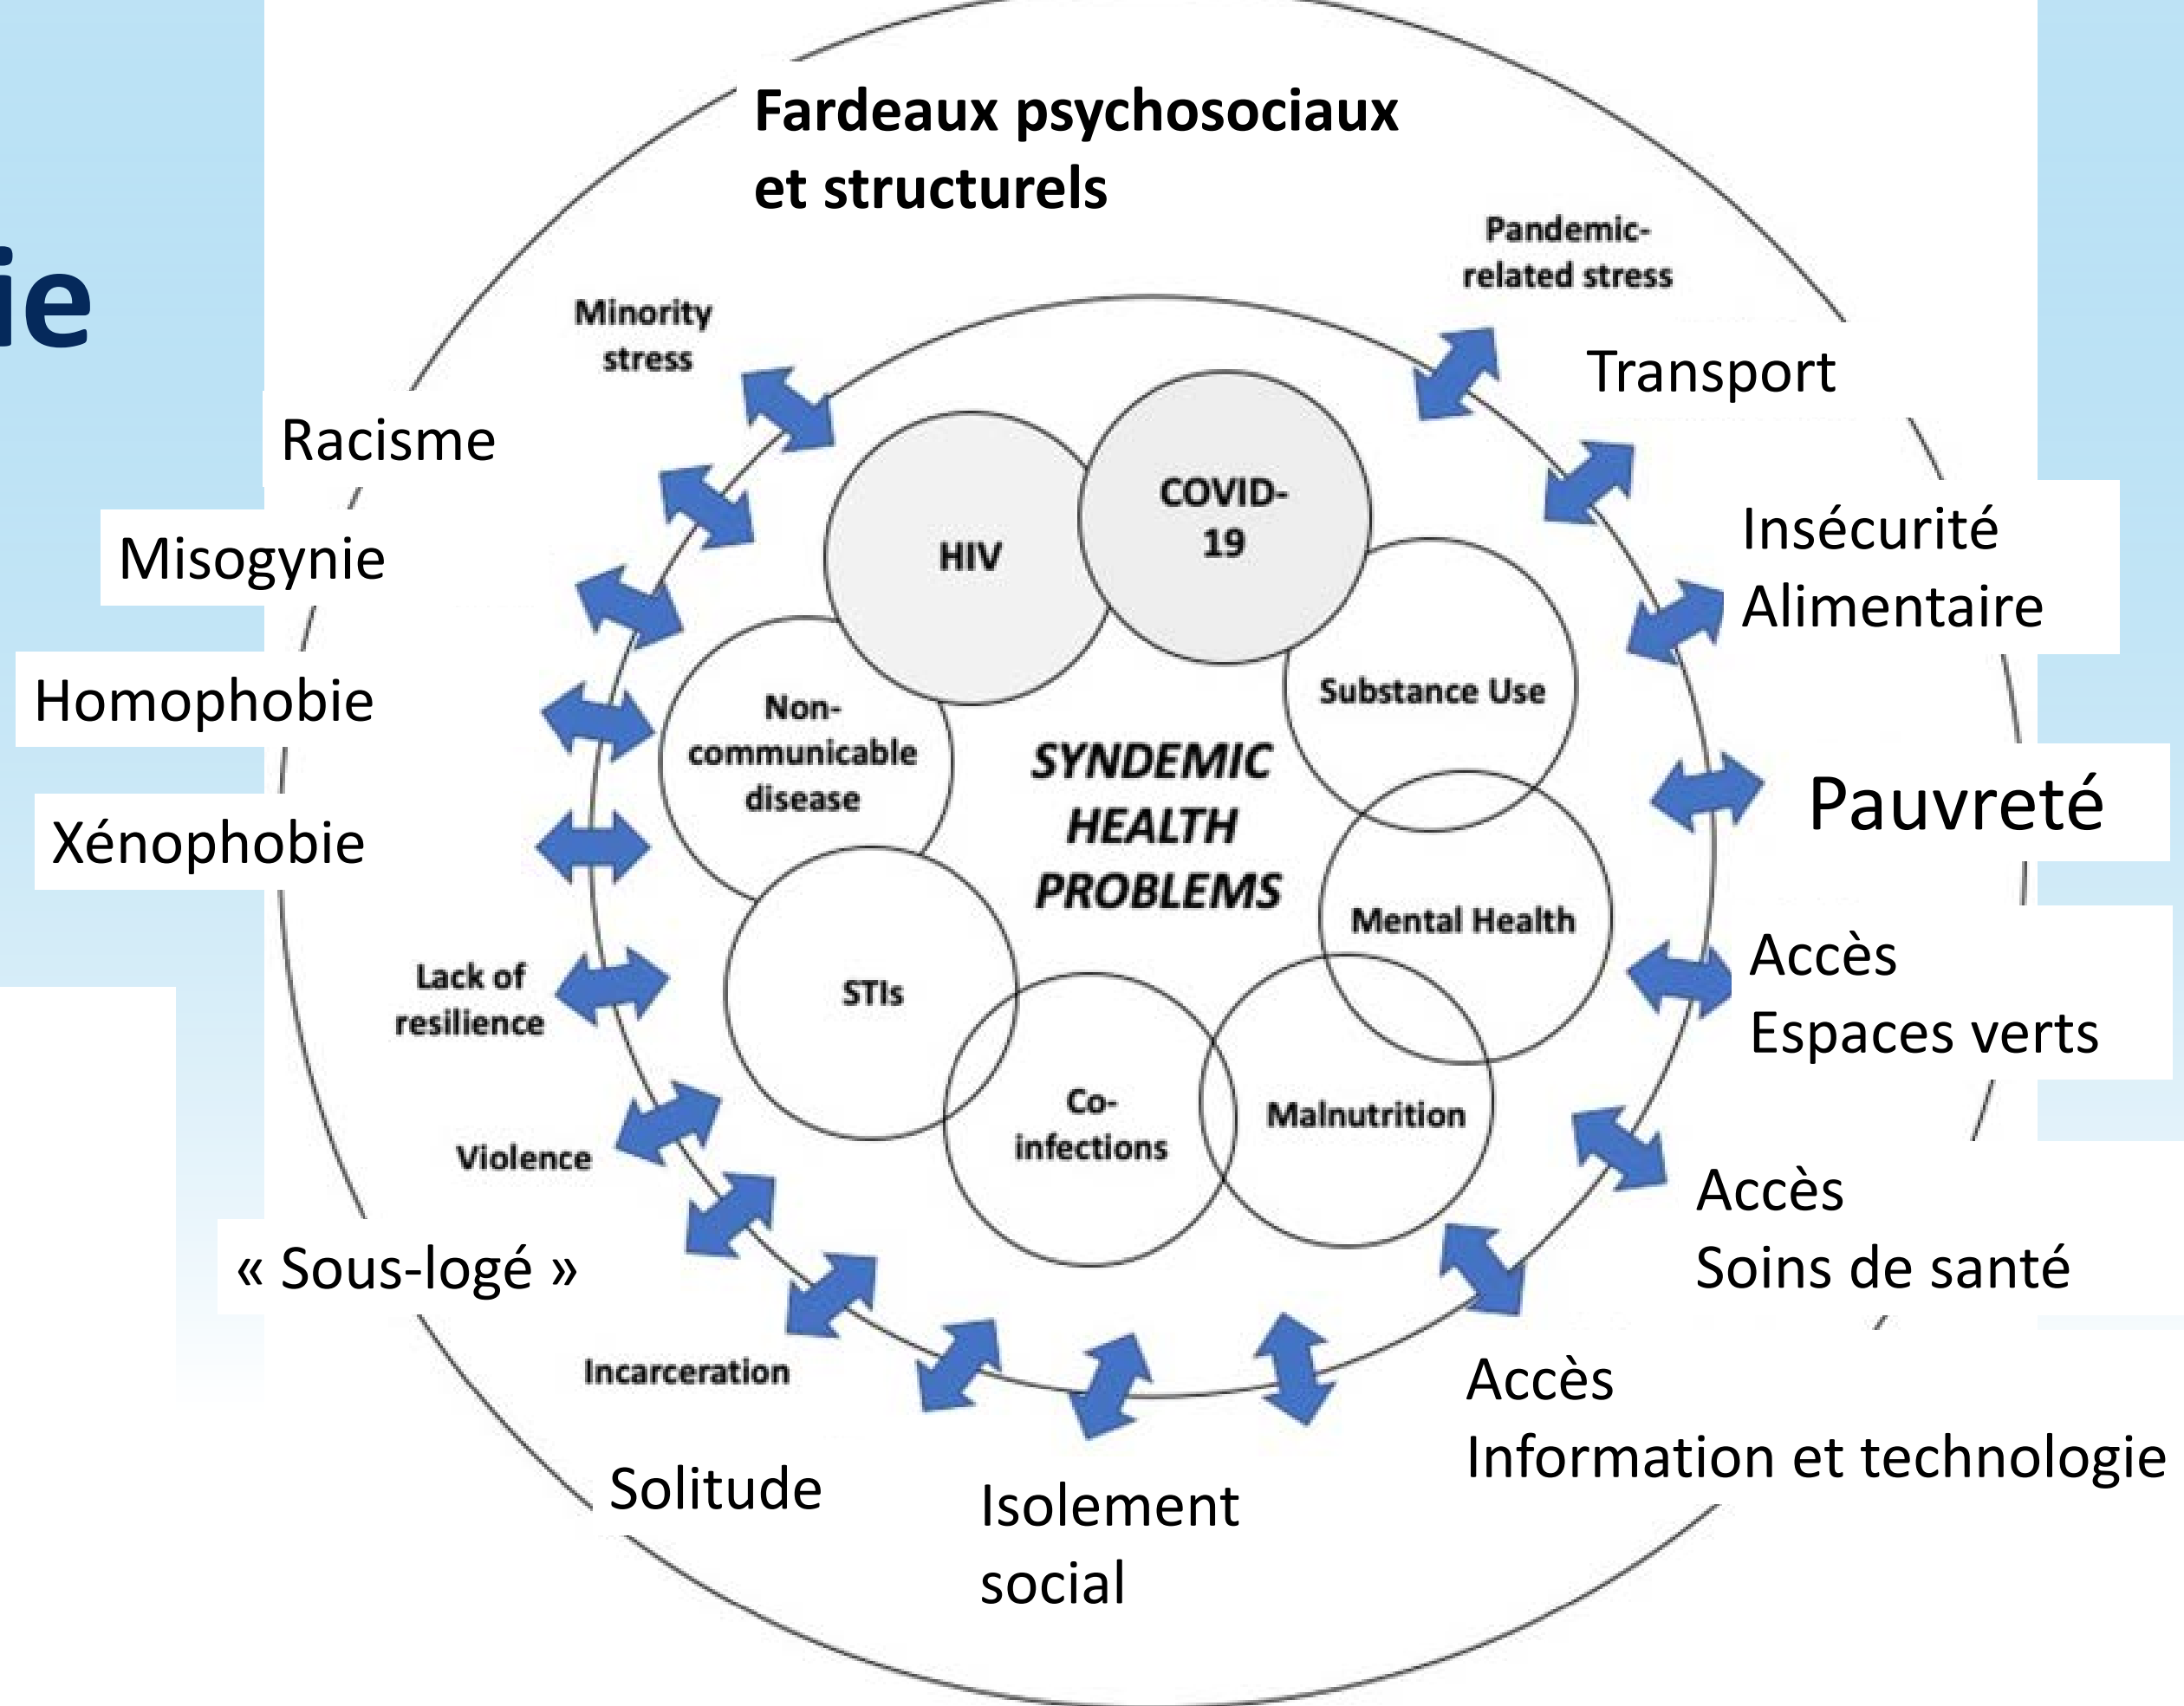 Fardeaux psychosociaux
et structurels
ie
Pandemic-
related stress
Minority
stress
Transport
Racisme
Misogynie
Homophobie
Xénophobie
Lack of
resilience
Violence
« Sous-logé »
Incarceration
Solitude
Isolement
social
Insécurité
Alimentaire
Pauvreté
Accès
Espaces verts
Accès
Soins de santé
Accès
Information et technologie
HIV
COVID-
19
Substance Use
Non-
communicable
disease
SYNDEMIC
HEALTH
PROBLEMS
Mental Health
STIs
Co-
infections
Malnutrition